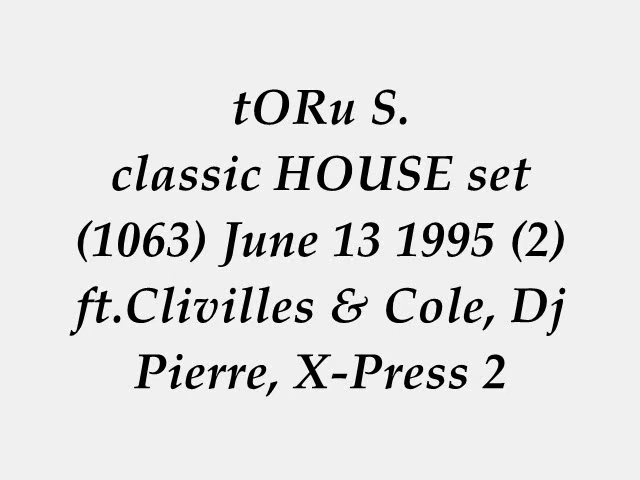 tORu S.
classic HOUSE set
(1063) June 13 1995 (2)
ft.Clivilles & Cole, Dj
Pierre, X-Press 2